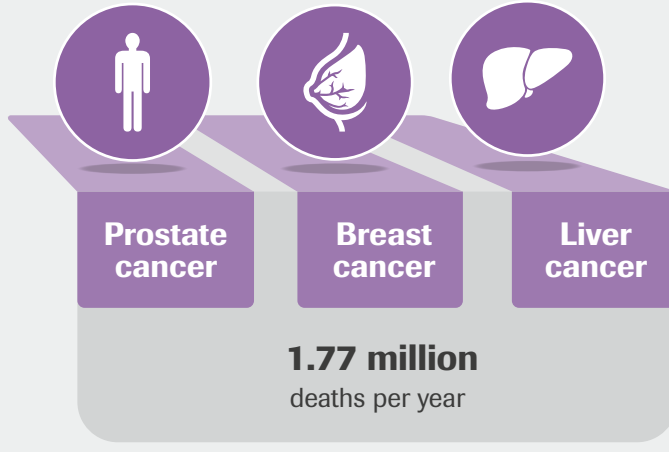 Prostate
cancer
Breast
cancer
Liver
cancer
1.77 million
deaths per year